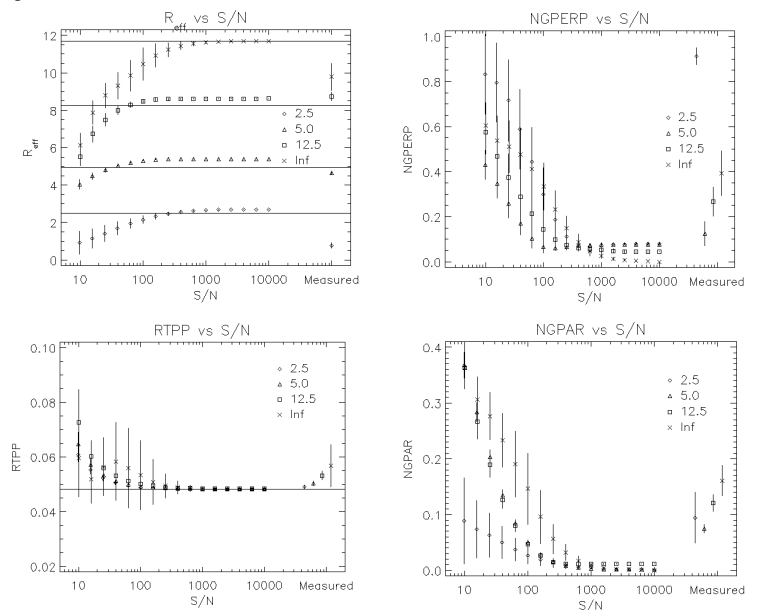 R_eff vs S/N
12
10
8
6
4
2
0
R_eff
2.5
5.0
12.5
Inf
10 100 1000 10000 Measured
S/N
1.0
0.8
0.6
0.4
0.2
0.0
NGPERP
2.5
5.0
12.5
Inf
10 100 1000 10000 Measured
S/N
RTPP vs S/N
0.10
0.08
0.06
0.04
0.02
RTPP
2.5
5.0
12.5
Inf
10 100 1000 10000 Measured
S/N
NGPERP vs S/N
NGPAR vs S/N
0.4
0.3
0.2
0.1
0.0
NGPAR
2.5
5.0
12.5
Inf
10 100 1000 10000 Measured
S/N